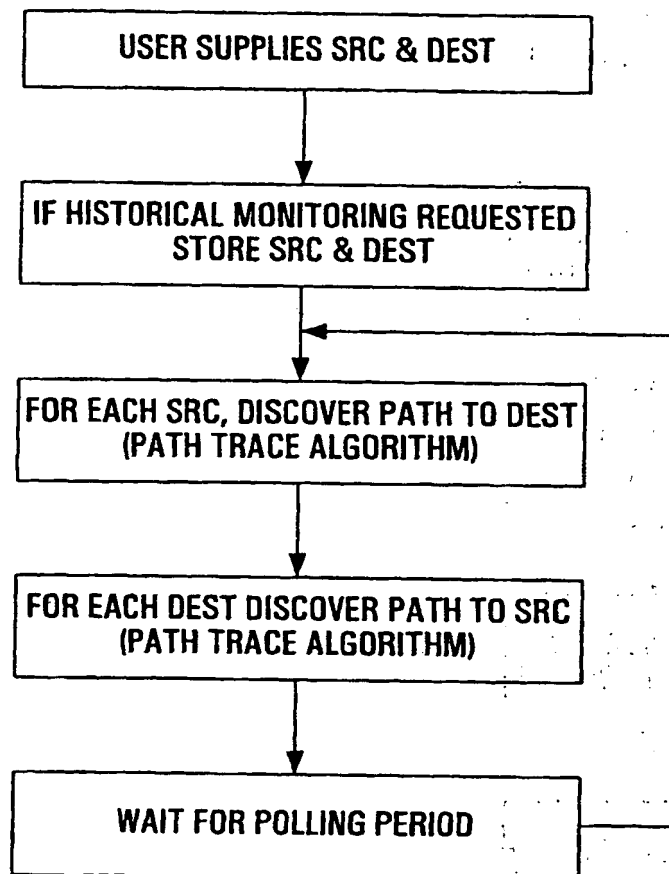 USER SUPPLIES SRC & DEST
IF HISTORICAL MONITORING REQUESTED
STORE SRC & DEST
FOR EACH SRC, DISCOVER PATH TO DEST
(PATH TRACE ALGORITHM)
FOR EACH DEST DISCOVER PATH TO SRC
(PATH TRACE ALGORITHM)
WAIT FOR POLLING PERIOD